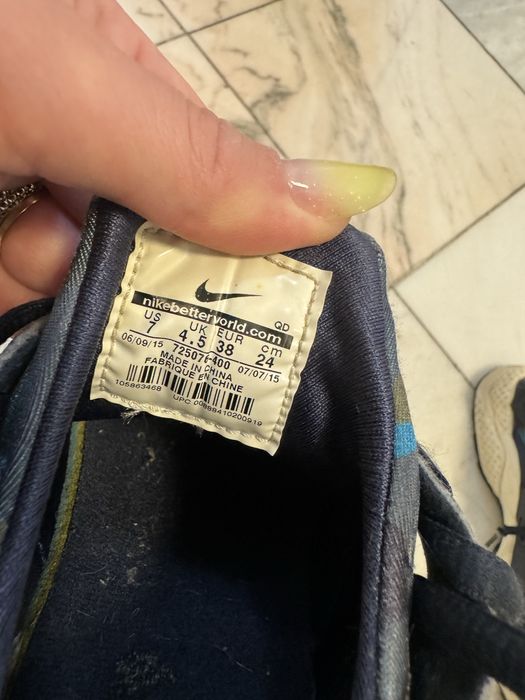 nikebetterworld.com
QD
US UK EUR cm
7 4.5 38 24
06/09/15 725076-400 07/07/15
MADE IN CHINA
FABRIQUE EN CHINE
105863468
UPC 00888410200919